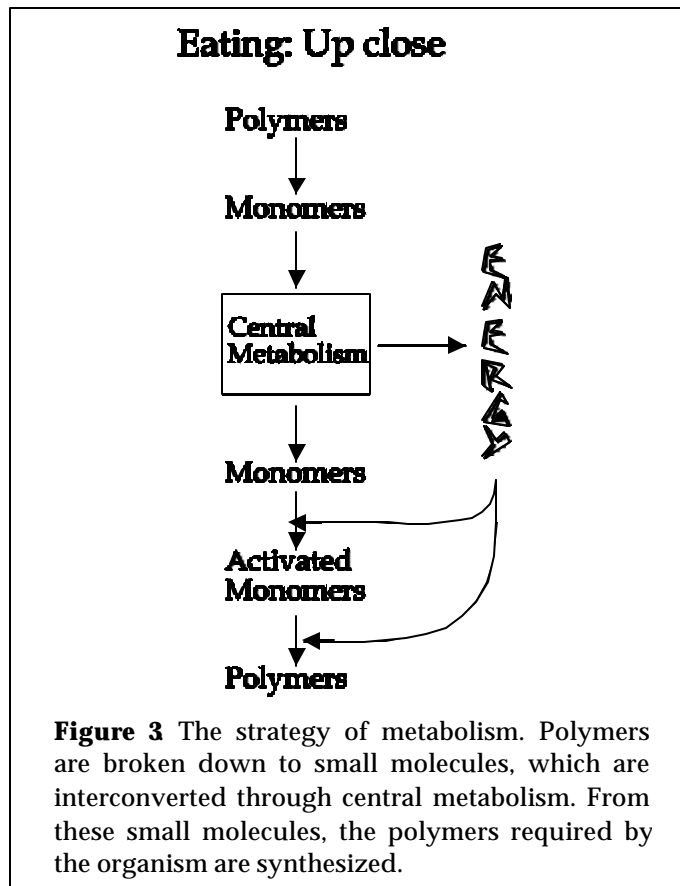 Eating: Up close
Polymers
Monomers
Central
Metabolism
ENERGY
Monomers
Activated
Monomers
Polymers
Figure 3. The strategy of metabolism. Polymers
are broken down to small molecules, which are
interconverted through central metabolism. From
these small molecules, the polymers required by
the organism are synthesized.